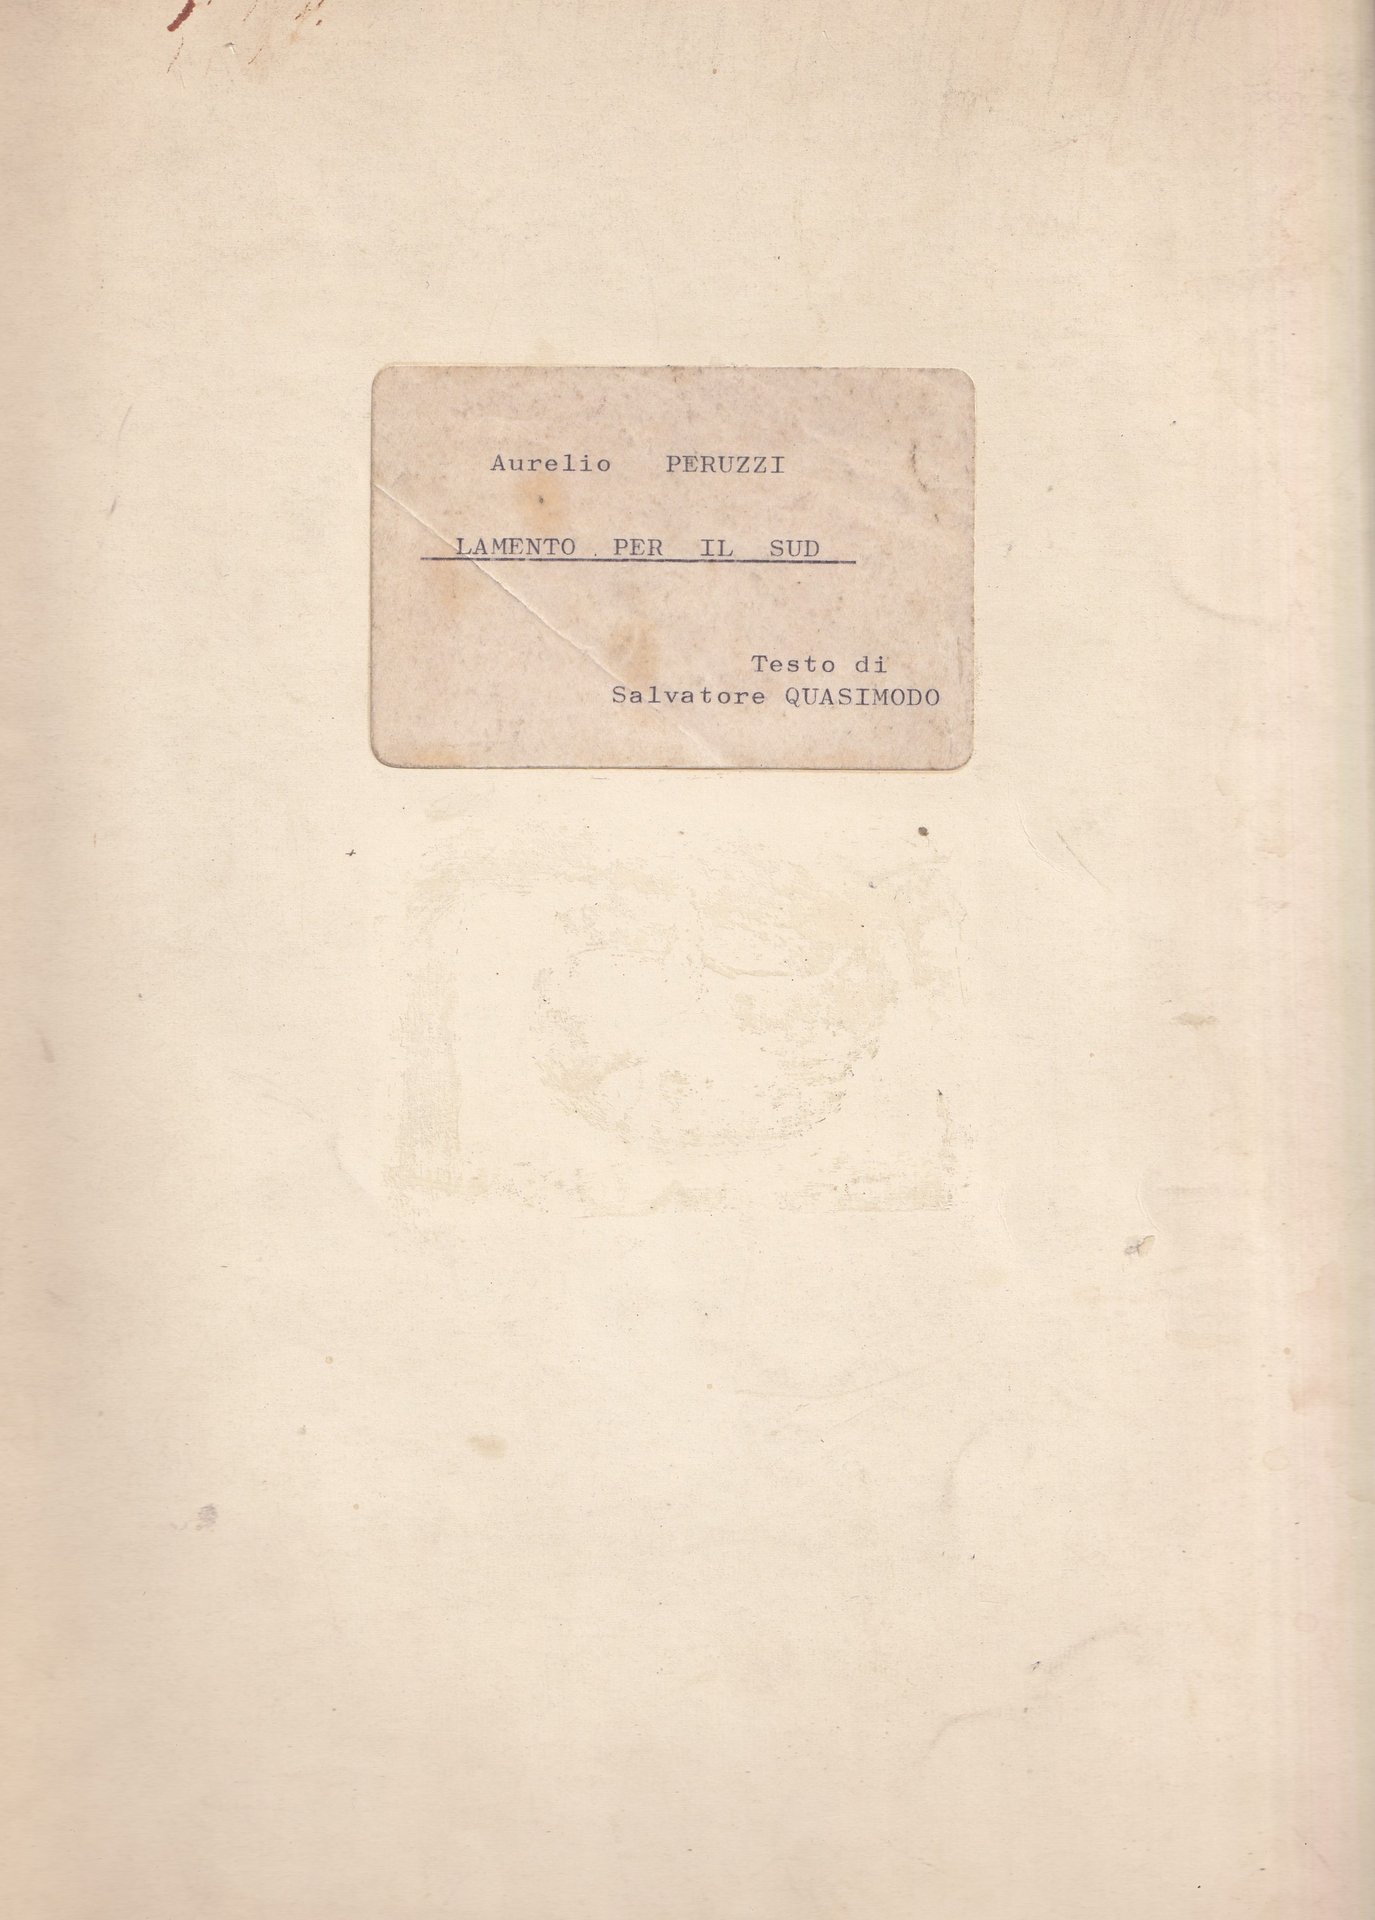 Aurelio PERUZZI
LAMENTO PER IL SUD
Testo di
Salvatore QUASIMODO